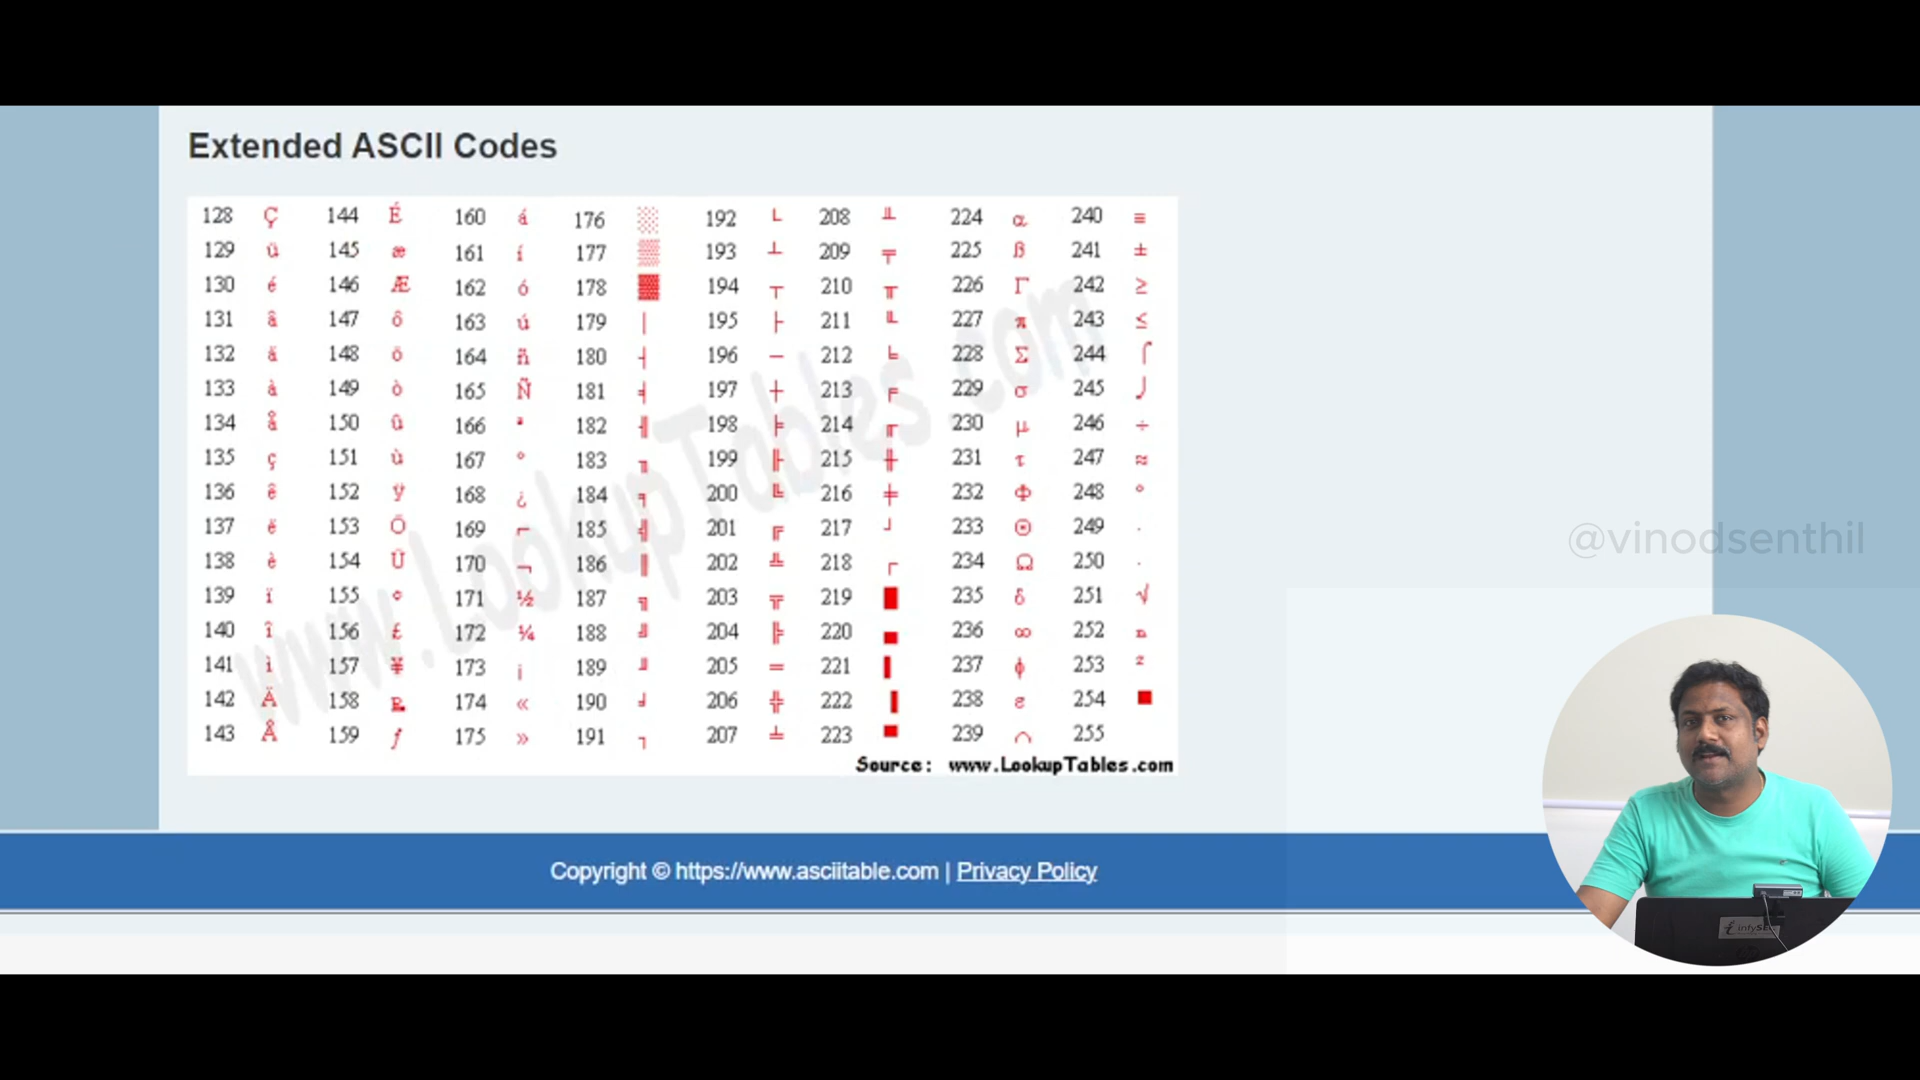 Extended ASCII Codes
128 Ç 144 É 160 á 176 ░ 192 └ 208 ╨ 224 α 240 ≡
129 ü 145 æ 161 í 177 ▒ 193 ┴ 209 ╤ 225 ß 241 ±
130 é 146 Æ 162 ó 178 ▓ 194 ┬ 210 ╥ 226 Γ 242 ≥
131 â 147 ô 163 ú 179 │ 195 ├ 211 ╙ 227 π 243 ≤
132 ä 148 ö 164 ñ 180 ┤ 196 ─ 212 ╘ 228 Σ 244 ⌠
133 à 149 ò 165 Ñ 181 ╡ 197 ┼ 213 ╒ 229 σ 245 ⌡
134 å 150 û 166 ª 182 ╢ 198 ╞ 214 ╓ 230 µ 246 ÷
135 ç 151 ù 167 º 183 ╖ 199 ╟ 215 ╫ 231 τ 247 ≈
136 ê 152 ÿ 168 ¿ 184 ╕ 200 ╚ 216 ╪ 232 Φ 248 °
137 ë 153 Ö 169 ⌐ 185 ╣ 201 ╔ 217 ┘ 233 ⊙ 249 ∙
138 è 154 Ü 170 ¬ 186 ║ 202 ╩ 218 ┌ 234 Ω 250 ·
139 ï 155 ¢ 171 ½ 187 ╗ 203 ╦ 219 █ 235 δ 251 √
140 î 156 £ 172 ¼ 188 ╝ 204 ╠ 220 ▄ 236 ∞ 252 ⁿ
141 ì 157 ¥ 173 ¡ 189 ╜ 205 ═ 221 ▌ 237 φ 253 ²
142 Ä 158 ₧ 174 « 190 ╛ 206 ╬ 222 ▐ 238 ε 254 ■
143 Å 159 ƒ 175 » 191 ┐ 207 ╧ 223 ▀ 239 ∩ 255
www.LookupTables.com
Source: www.LookupTables.com
@vinodsenthil
Copyright © https://www.asciitable.com | Privacy Policy